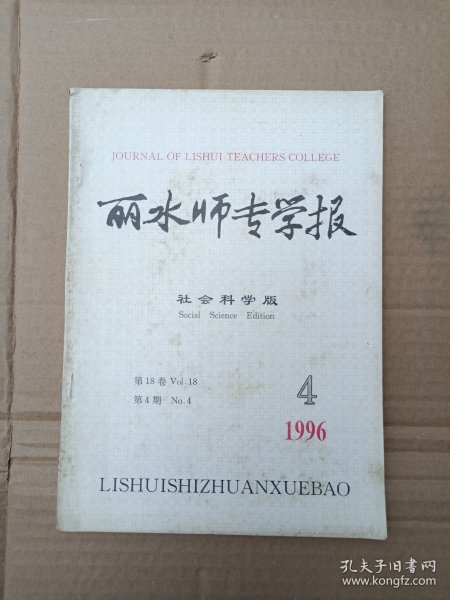 JOURNAL OF LISHUI TEACHERS COLLEGE
丽水师专学报
社会科学版
Social Science Edition
第18卷 Vol.18
第4期 No.4
4
1996
LISHUISHIZHUANXUEBAO
孔夫子旧书网
www.kongfz.com